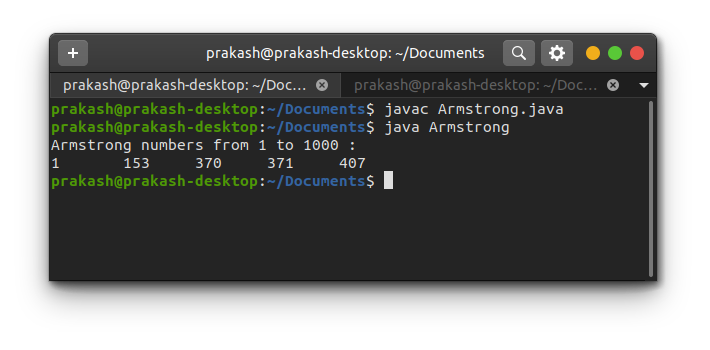 prakash@prakash-desktop: ~/Documents
prakash@prakash-desktop: ~/Doc… prakash@prakash-desktop: ~/Doc…
prakash@prakash-desktop:~/Documents$ javac Armstrong.java
prakash@prakash-desktop:~/Documents$ java Armstrong
Armstrong numbers from 1 to 1000 :
1       153     370     371     407
prakash@prakash-desktop:~/Documents$